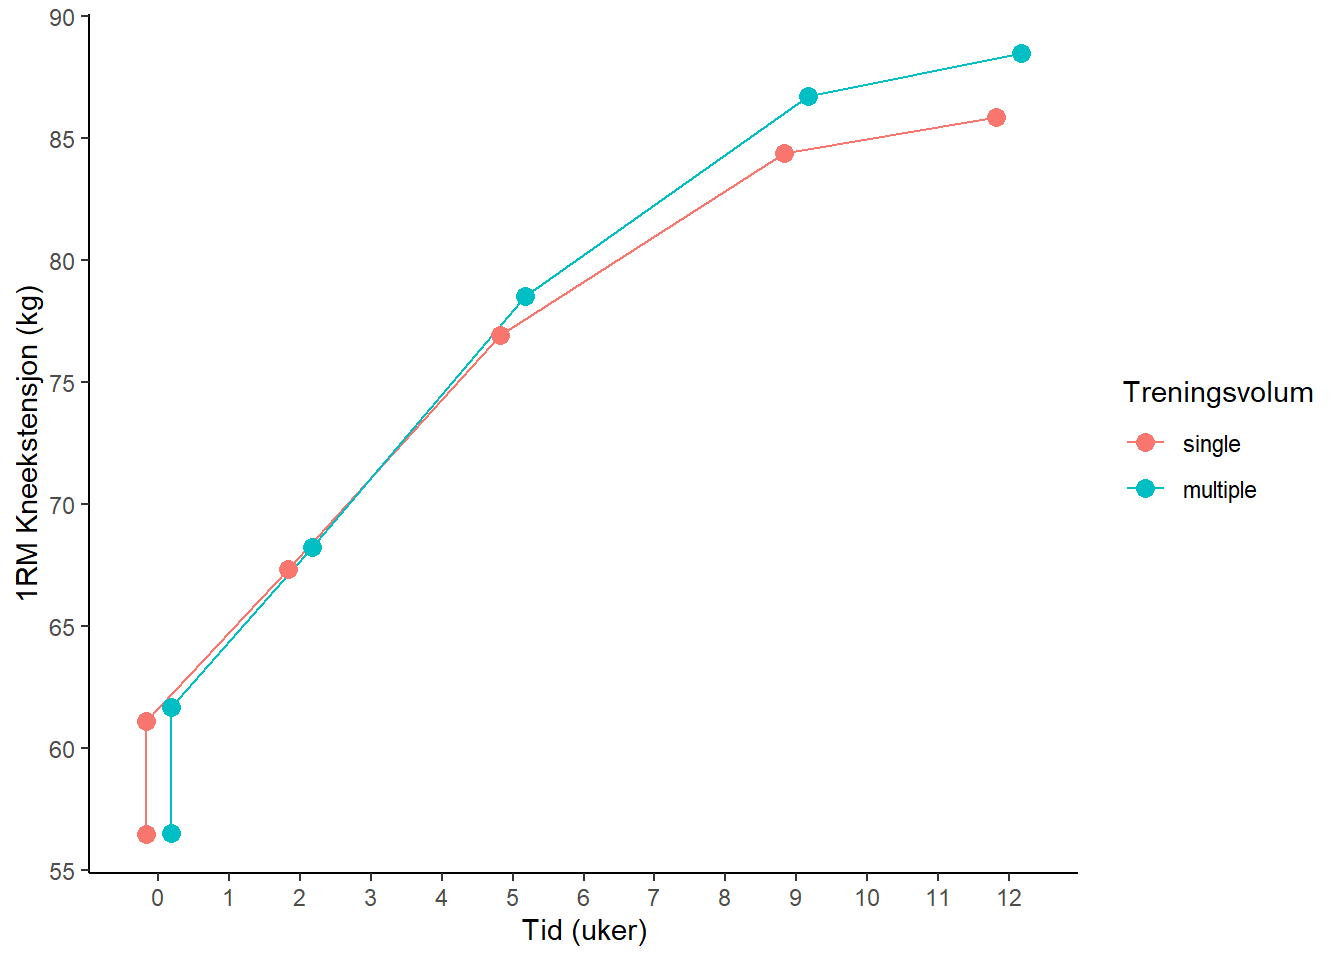 90
85
80
75
70
65
60
55
1RM Kneekstensjon (kg)
0 1 2 3 4 5 6 7 8 9 10 11 12
Tid (uker)
Treningsvolum
single
multiple